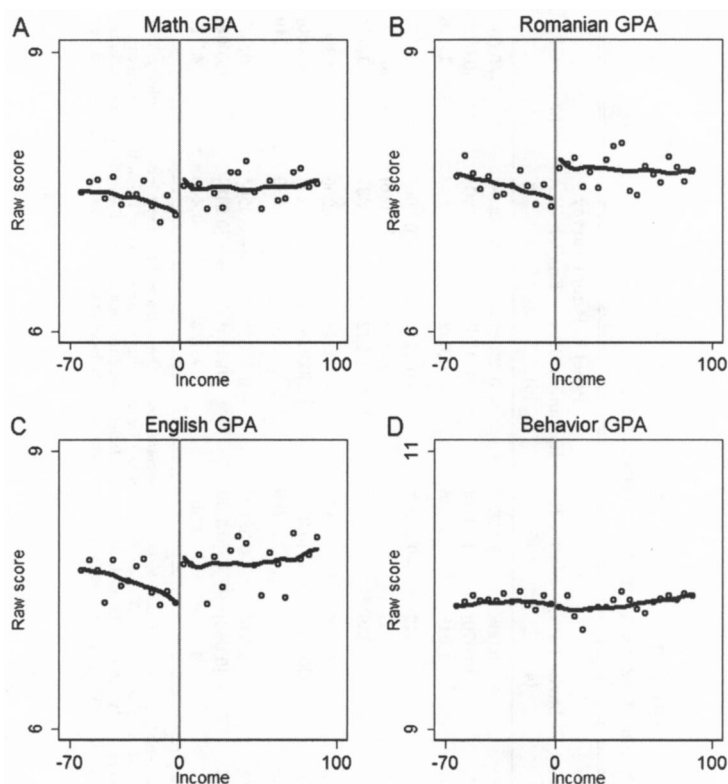 A
Math GPA
9
Raw score
6
-70
0
100
Income
B
Romanian GPA
9
Raw score
6
-70
0
100
Income
C
English GPA
9
Raw score
6
-70
0
100
Income
D
Behavior GPA
11
Raw score
9
-70
0
100
Income